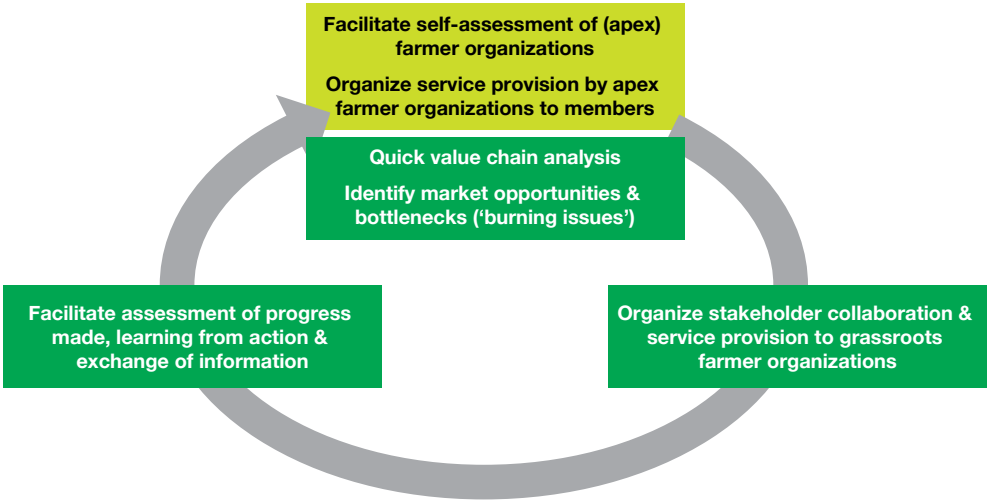 Facilitate self-assessment of (apex)
farmer organizations
Organize service provision by apex
farmer organizations to members
Quick value chain analysis
Identify market opportunities &
bottlenecks (‘burning issues’)
Facilitate assessment of progress
made, learning from action &
exchange of information
Organize stakeholder collaboration &
service provision to grassroots
farmer organizations